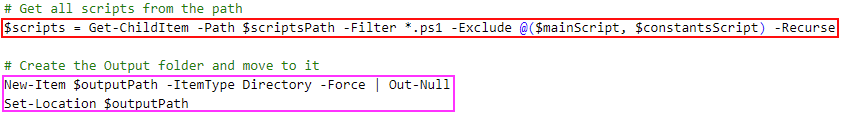 # Get all scripts from the path
$scripts = Get-ChildItem -Path $scriptsPath -Filter *.ps1 -Exclude @($mainScript, $constantsScript) -Recurse
# Create the Output folder and move to it
New-Item $outputPath -ItemType Directory -Force | Out-Null
Set-Location $outputPath